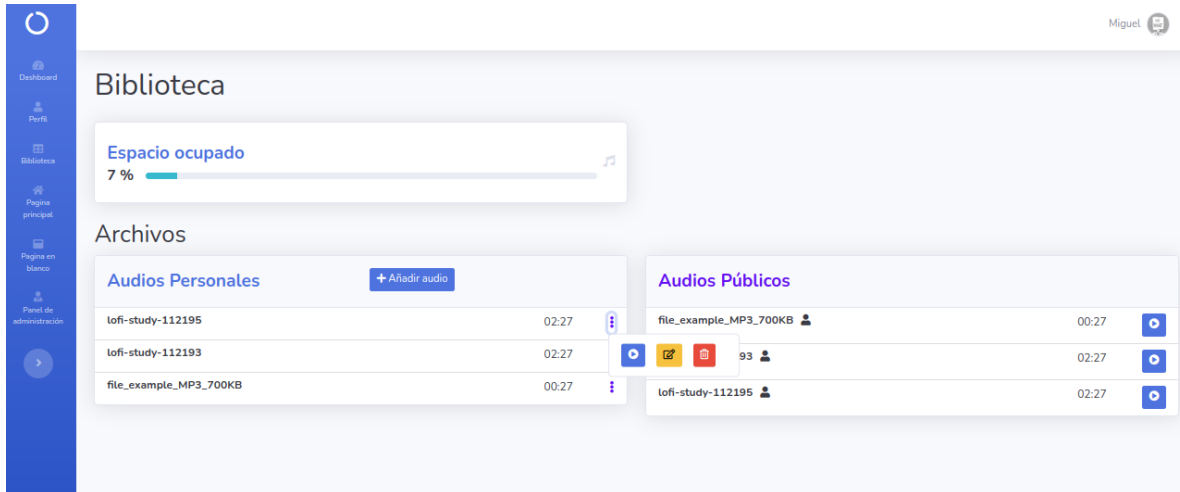 Miguel
Dashboard
Perfil
Biblioteca
Pagina
principal
Pagina en
blanco
Panel de
administración
Biblioteca
Espacio ocupado
7 %
Archivos
Audios Personales
+ Añadir audio
lofi-study-112195 02:27
lofi-study-112193 02:27
file_example_MP3_700KB 00:27
Audios Públicos
file_example_MP3_700KB 00:27
93 02:27
lofi-study-112195 02:27